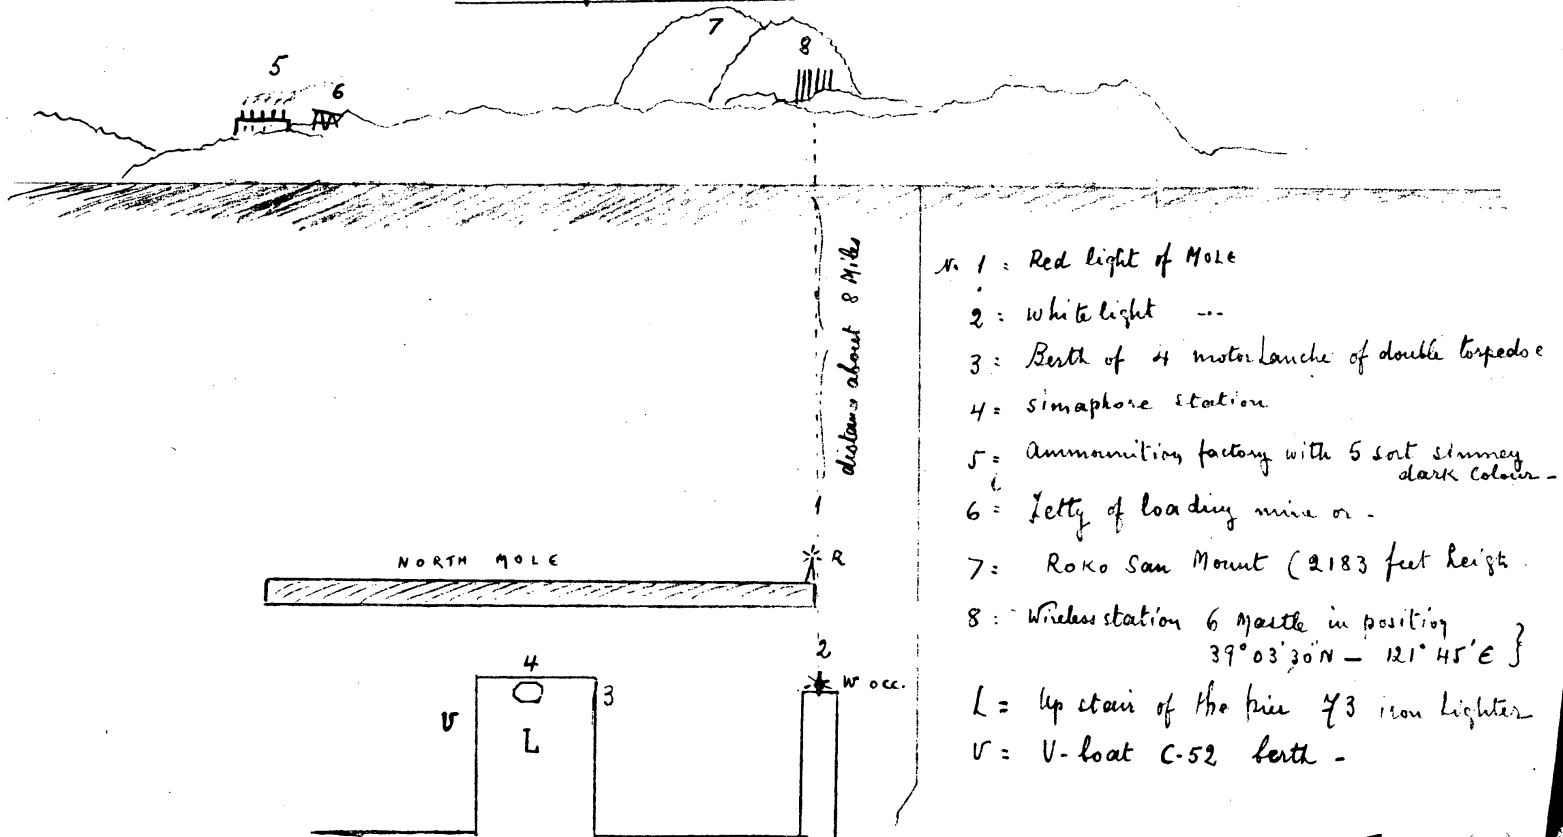 5
6
7
8
distance about 8 Miles
1
R
NORTH MOLE
2
W occ.
4
3
V
L
N. 1 : Red light of MOLE
2 : white light ---
3 : Berth of 4 motor Lanche of double torpedoe
4 = simaphore station
5 = Ammounition factory with 5 sort simney
dark colour -
6 = Jetty of loading mine or -
7 : Roko San Mount (2183 feet heigh
8 : Wireless station 6 Mastle in position
39° 03' 30" N — 121° 45' E }
L = Up stair of the pier 73 iron Lighter
V = V-boat C-52 berth -